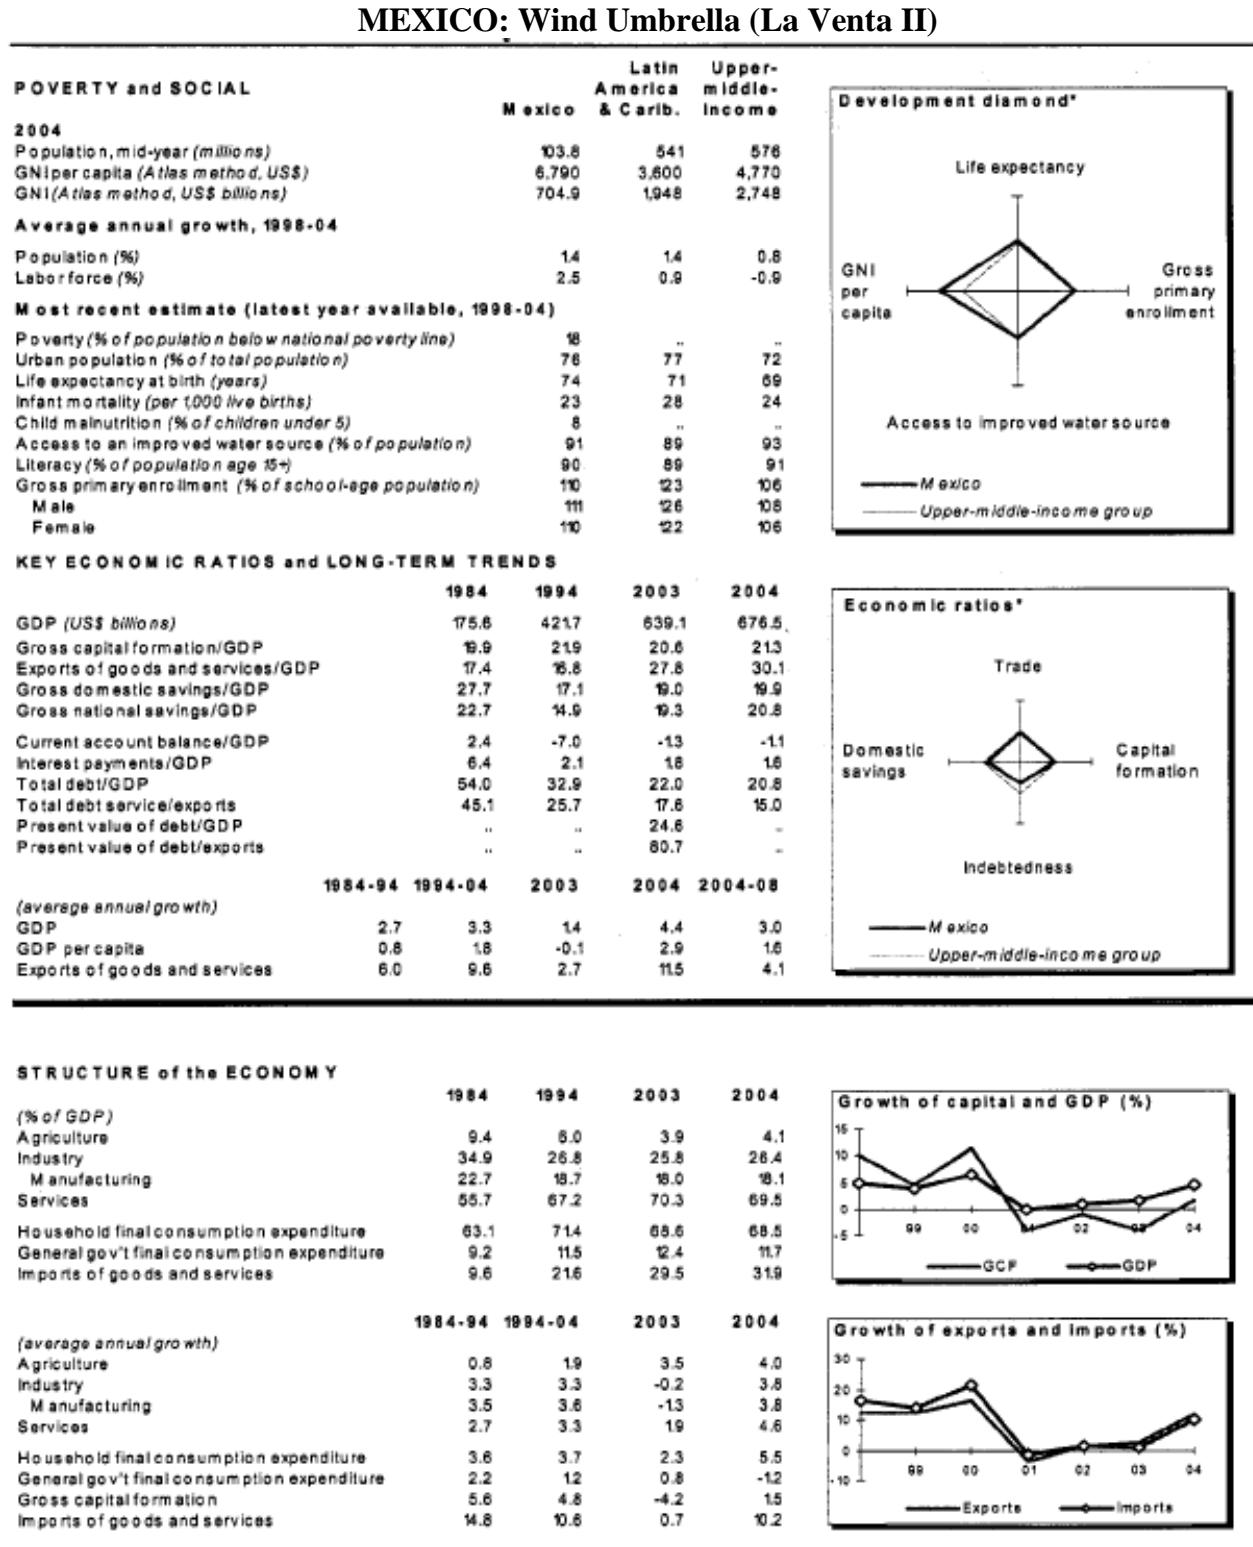 MEXICO: Wind Umbrella (La Venta II)
POVERTY and SOCIAL Mexico Latin America & Carib. Upper-middle-income
2004
Population, mid-year (millions) 103.8 541 576
GNI per capita (Atlas method, US$) 6,790 3,600 4,770
GNI (Atlas method, US$ billions) 704.9 1,948 2,748
Average annual growth, 1998-04
Population (%) 1.4 1.4 0.8
Labor force (%) 2.5 0.9 -0.9
Most recent estimate (latest year available, 1998-04)
Poverty (% of population below national poverty line) 18 .. ..
Urban population (% of total population) 76 77 72
Life expectancy at birth (years) 74 71 69
Infant mortality (per 1,000 live births) 23 28 24
Child malnutrition (% of children under 5) 8 .. ..
Access to an improved water source (% of population) 91 89 93
Literacy (% of population age 15+) 90 89 91
Gross primary enrollment (% of school-age population) 110 123 106
Male 111 126 108
Female 110 122 106
Development diamond*
Life expectancy
GNI per capita
Gross primary enrollment
Access to improved water source
Mexico
Upper-middle-income group
KEY ECONOMIC RATIOS and LONG-TERM TRENDS
1984 1994 2003 2004
GDP (US$ billions) 175.6 421.7 639.1 676.5
Gross capital formation/GDP 19.9 21.9 20.6 21.3
Exports of goods and services/GDP 17.4 16.8 27.8 30.1
Gross domestic savings/GDP 27.7 17.1 19.0 19.9
Gross national savings/GDP 22.7 14.9 19.3 20.8
Current account balance/GDP 2.4 -7.0 -1.3 -1.1
Interest payments/GDP 6.4 2.1 1.8 1.6
Total debt/GDP 54.0 32.9 22.0 20.8
Total debt service/exports 45.1 25.7 17.6 15.0
Present value of debt/GDP .. .. 24.6 ..
Present value of debt/exports .. .. 80.7 ..
1984-94 1994-04 2003 2004 2004-08
(average annual growth)
GDP 2.7 3.3 1.4 4.4 3.0
GDP per capita 0.8 1.8 -0.1 2.9 1.6
Exports of goods and services 6.0 9.6 2.7 11.5 4.1
Economic ratios*
Trade
Domestic savings
Capital formation
Indebtedness
Mexico
Upper-middle-income group
STRUCTURE of the ECONOMY
1984 1994 2003 2004
(% of GDP)
Agriculture 9.4 6.0 3.9 4.1
Industry 34.9 26.8 25.8 26.4
Manufacturing 22.7 18.7 18.0 18.1
Services 55.7 67.2 70.3 69.5
Household final consumption expenditure 63.1 71.4 68.6 68.5
General gov't final consumption expenditure 9.2 11.5 12.4 11.7
Imports of goods and services 9.6 21.6 29.5 31.9
Growth of capital and GDP (%)
15
10
5
0
-5
99 00 01 02 03 04
GCF GDP
1984-94 1994-04 2003 2004
(average annual growth)
Agriculture 0.8 1.9 3.5 4.0
Industry 3.3 3.3 -0.2 3.8
Manufacturing 3.5 3.6 -1.3 3.8
Services 2.7 3.3 1.9 4.6
Household final consumption expenditure 3.6 3.7 2.3 5.5
General gov't final consumption expenditure 2.2 1.2 0.8 -1.2
Gross capital formation 5.6 4.8 -4.2 1.5
Imports of goods and services 14.8 10.6 0.7 10.2
Growth of exports and imports (%)
30
20
10
0
-10
99 00 01 02 03 04
Exports Imports